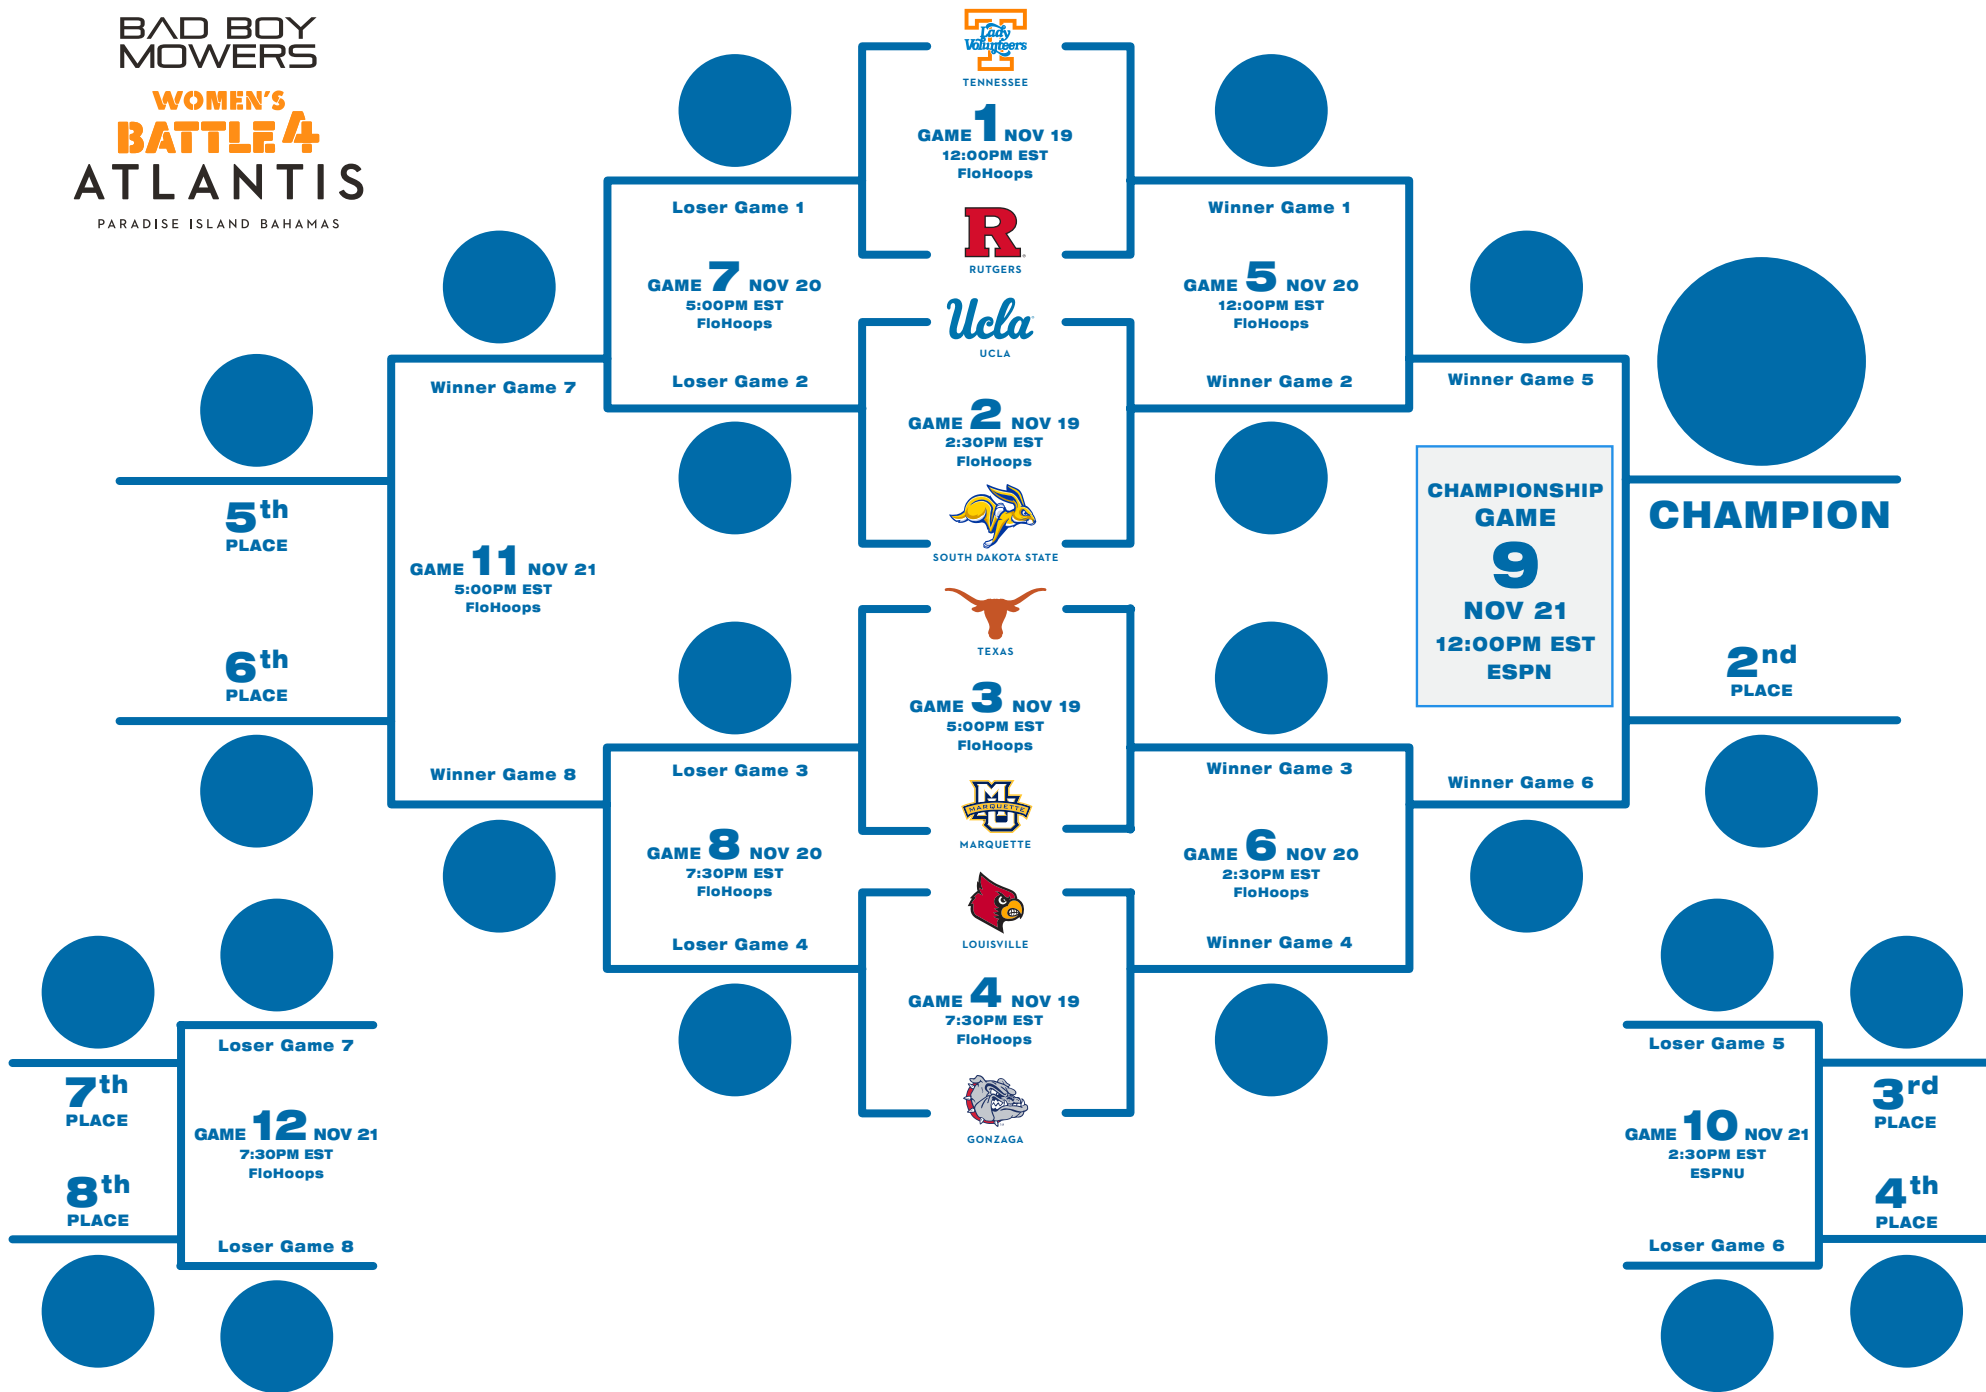 BAD BOY
MOWERS
WOMEN'S
BATTLE 4
ATLANTIS
PARADISE ISLAND BAHAMAS
Lady
Volunteers
TENNESSEE
GAME 1 NOV 19
12:00PM EST
FloHoops
R
RUTGERS
Ucla
UCLA
GAME 2 NOV 19
2:30PM EST
FloHoops
SOUTH DAKOTA STATE
TEXAS
GAME 3 NOV 19
5:00PM EST
FloHoops
MU
MARQUETTE
MARQUETTE
LOUISVILLE
GAME 4 NOV 19
7:30PM EST
FloHoops
GONZAGA
Loser Game 1
GAME 7 NOV 20
5:00PM EST
FloHoops
Loser Game 2
Loser Game 3
GAME 8 NOV 20
7:30PM EST
FloHoops
Loser Game 4
Winner Game 7
GAME 11 NOV 21
5:00PM EST
FloHoops
Winner Game 8
5th
PLACE
6th
PLACE
Loser Game 7
GAME 12 NOV 21
7:30PM EST
FloHoops
Loser Game 8
7th
PLACE
8th
PLACE
Winner Game 1
GAME 5 NOV 20
12:00PM EST
FloHoops
Winner Game 2
Winner Game 3
GAME 6 NOV 20
2:30PM EST
FloHoops
Winner Game 4
Winner Game 5
CHAMPIONSHIP
GAME
9
NOV 21
12:00PM EST
ESPN
Winner Game 6
CHAMPION
2nd
PLACE
Loser Game 5
GAME 10 NOV 21
2:30PM EST
ESPNU
Loser Game 6
3rd
PLACE
4th
PLACE